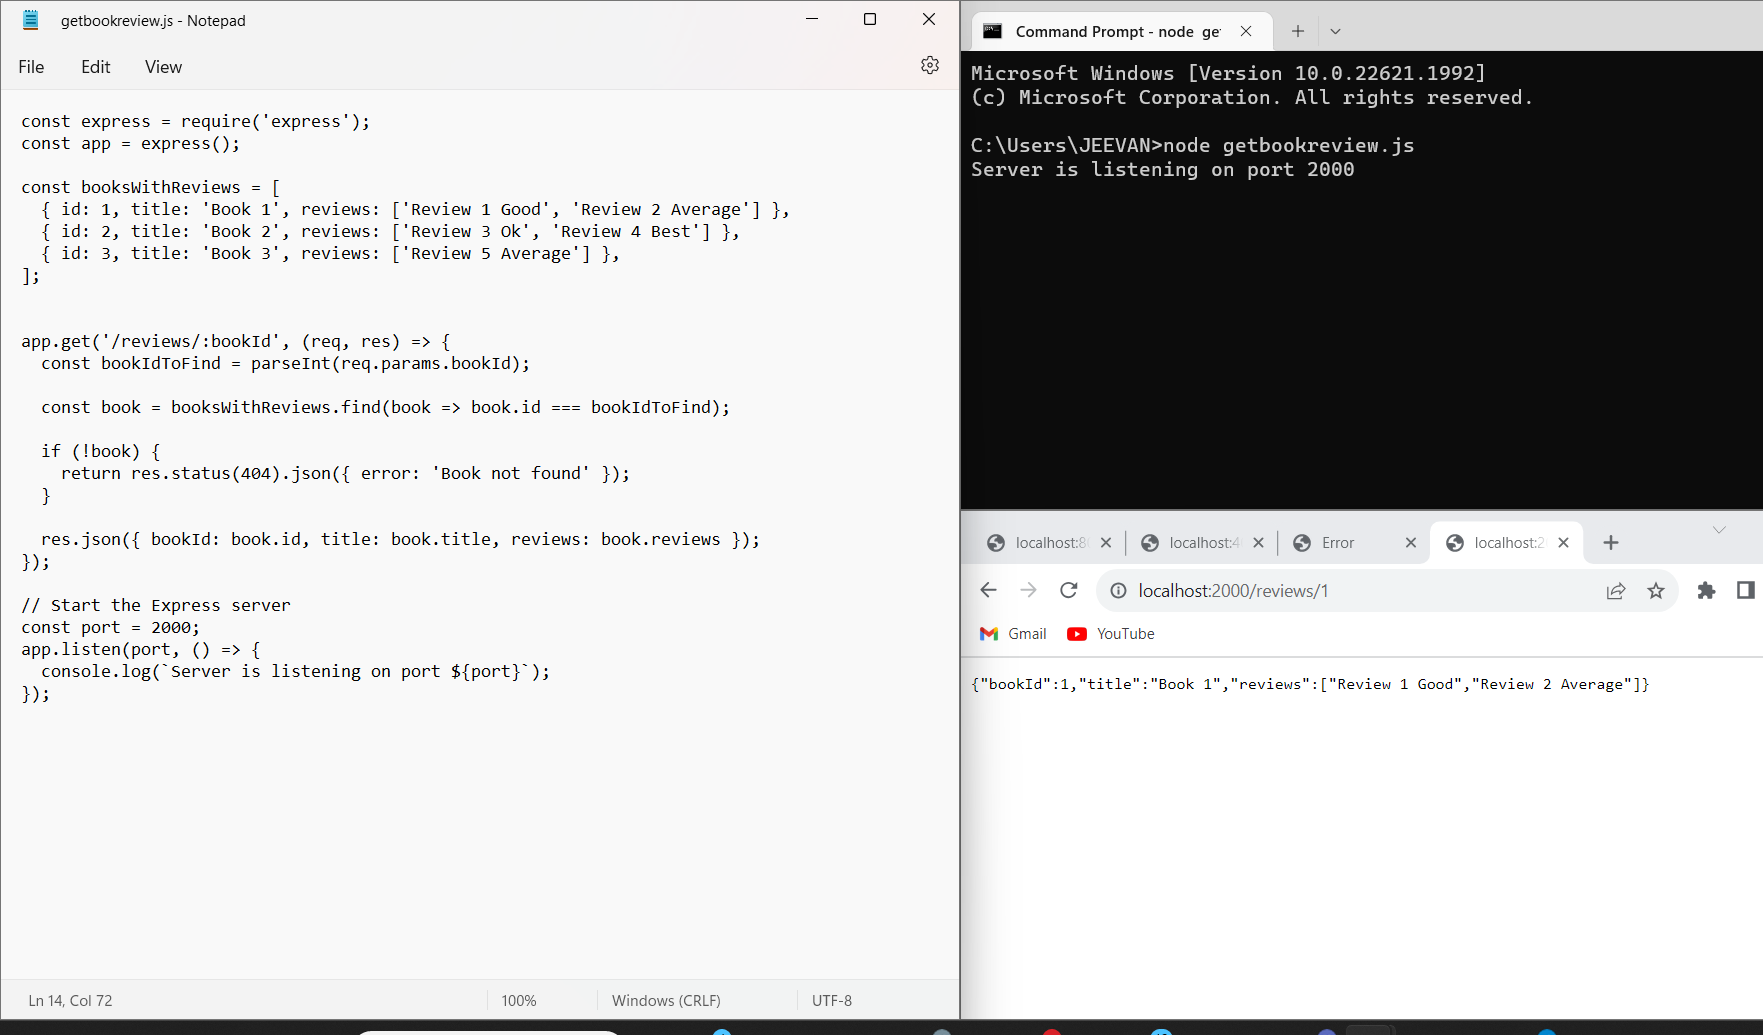 getbookreview.js - Notepad
File Edit View
const express = require('express');
const app = express();
const booksWithReviews = [
  { id: 1, title: 'Book 1', reviews: ['Review 1 Good', 'Review 2 Average'] },
  { id: 2, title: 'Book 2', reviews: ['Review 3 Ok', 'Review 4 Best'] },
  { id: 3, title: 'Book 3', reviews: ['Review 5 Average'] },
];
app.get('/reviews/:bookId', (req, res) => {
  const bookIdToFind = parseInt(req.params.bookId);
  const book = booksWithReviews.find(book => book.id === bookIdToFind);
  if (!book) {
    return res.status(404).json({ error: 'Book not found' });
  }
  res.json({ bookId: book.id, title: book.title, reviews: book.reviews });
});
// Start the Express server
const port = 2000;
app.listen(port, () => {
  console.log(`Server is listening on port ${port}`);
});
Ln 14, Col 72 100% Windows (CRLF) UTF-8
Command Prompt - node ge
Microsoft Windows [Version 10.0.22621.1992]
(c) Microsoft Corporation. All rights reserved.
C:\Users\JEEVAN>node getbookreview.js
Server is listening on port 2000
localhost:8 localhost:4 Error localhost:2
localhost:2000/reviews/1
Gmail YouTube
{"bookId":1,"title":"Book 1","reviews":["Review 1 Good","Review 2 Average"]}